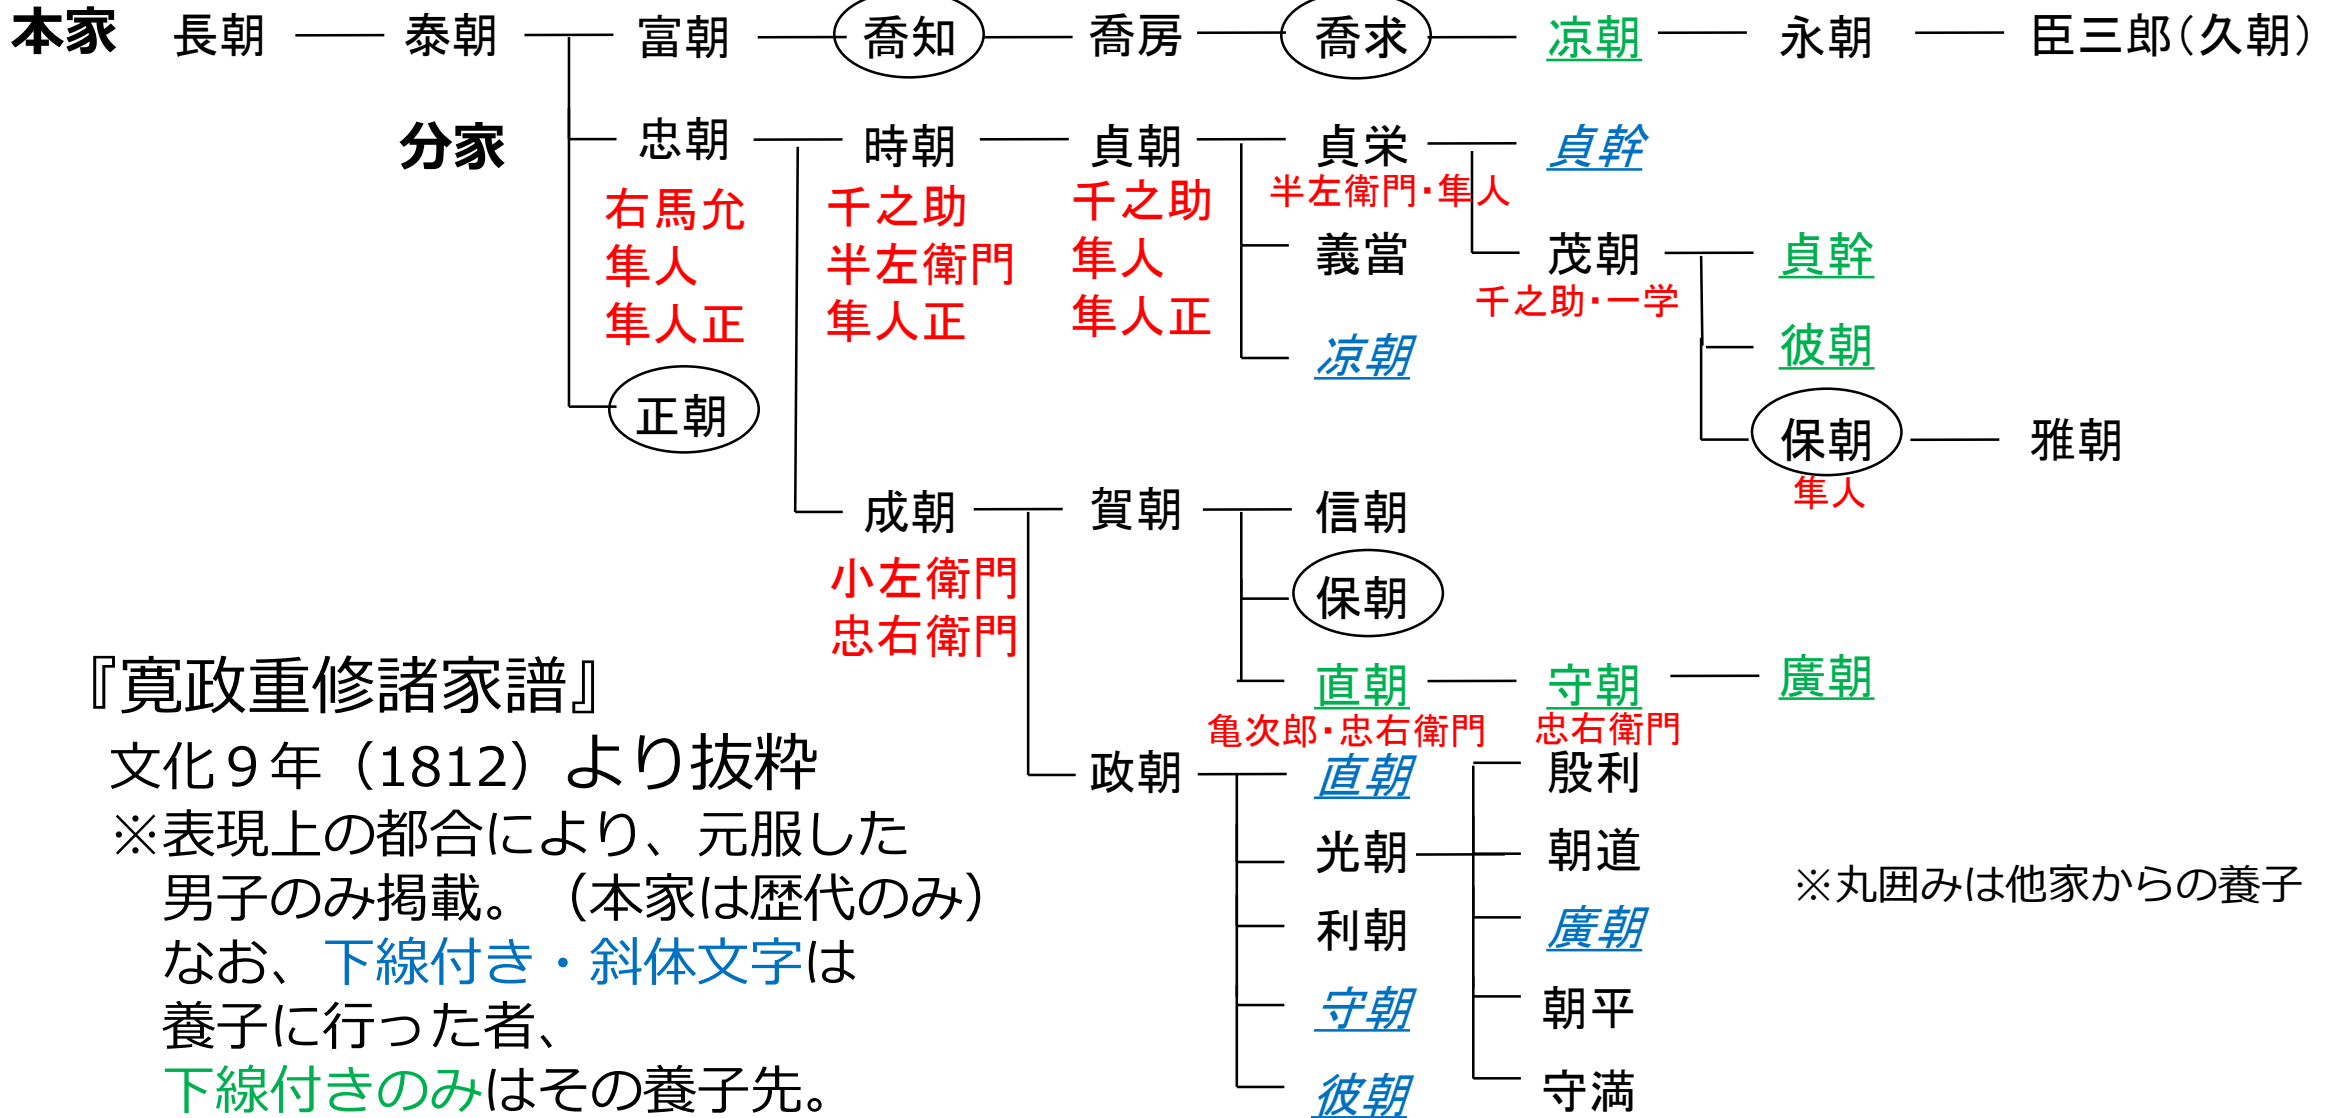 本家 長朝 泰朝 富朝 喬知 喬房 喬求 凉朝 永朝 臣三郎(久朝)
分家 忠朝 時朝 貞朝 貞栄 貞幹
右馬允
隼人
隼人正
千之助
半左衛門
隼人正
千之助
隼人
隼人正
半左衛門・隼人
義當 茂朝 貞幹
千之助・一学
凉朝 彼朝
正朝 保朝 雅朝
隼人
成朝 賀朝 信朝
小左衛門
忠右衛門
保朝
直朝 守朝 廣朝
亀次郎・忠右衛門 忠右衛門
政朝 直朝 殷利
光朝 朝道
利朝 廣朝
守朝 朝平
彼朝 守満
『寛政重修諸家譜』
文化９年（1812）より抜粋
※表現上の都合により、元服した
男子のみ掲載。（本家は歴代のみ）
なお、下線付き・斜体文字は
養子に行った者、
下線付きのみはその養子先。
※丸囲みは他家からの養子